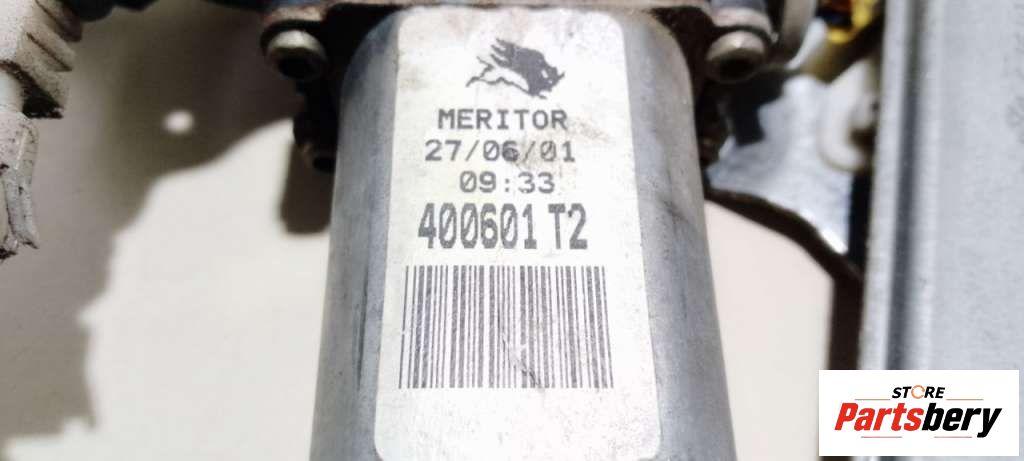 MERITOR
27/06/01
09:33
400601 T2
STORE
Partsbery